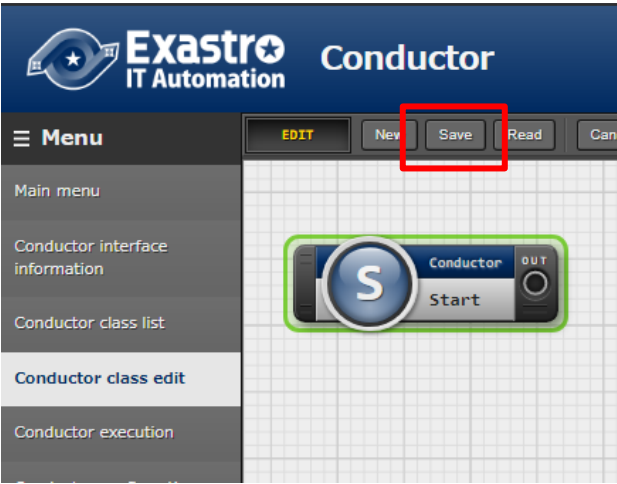 Exastro
IT Automation
Conductor
Menu
EDIT
New
Save
Read
Main menu
Conductor interface
information
Conductor class list
Conductor class edit
Conductor execution
S
Conductor
Start
OUT